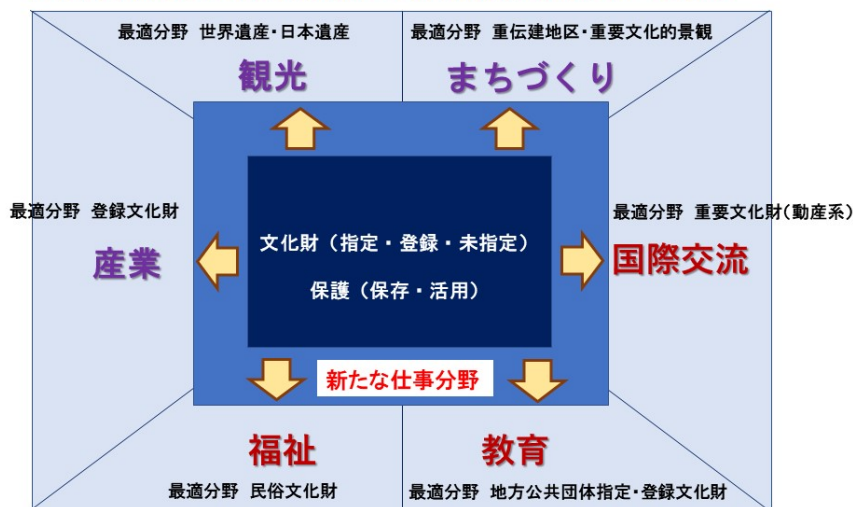 最適分野 世界遺産・日本遺産
観光
最適分野 重伝建地区・重要文化的景観
まちづくり
最適分野 登録文化財
産業
文化財（指定・登録・未指定）
保護（保存・活用）
最適分野 重要文化財(動産系)
国際交流
新たな仕事分野
福祉
最適分野 民俗文化財
教育
最適分野 地方公共団体指定・登録文化財